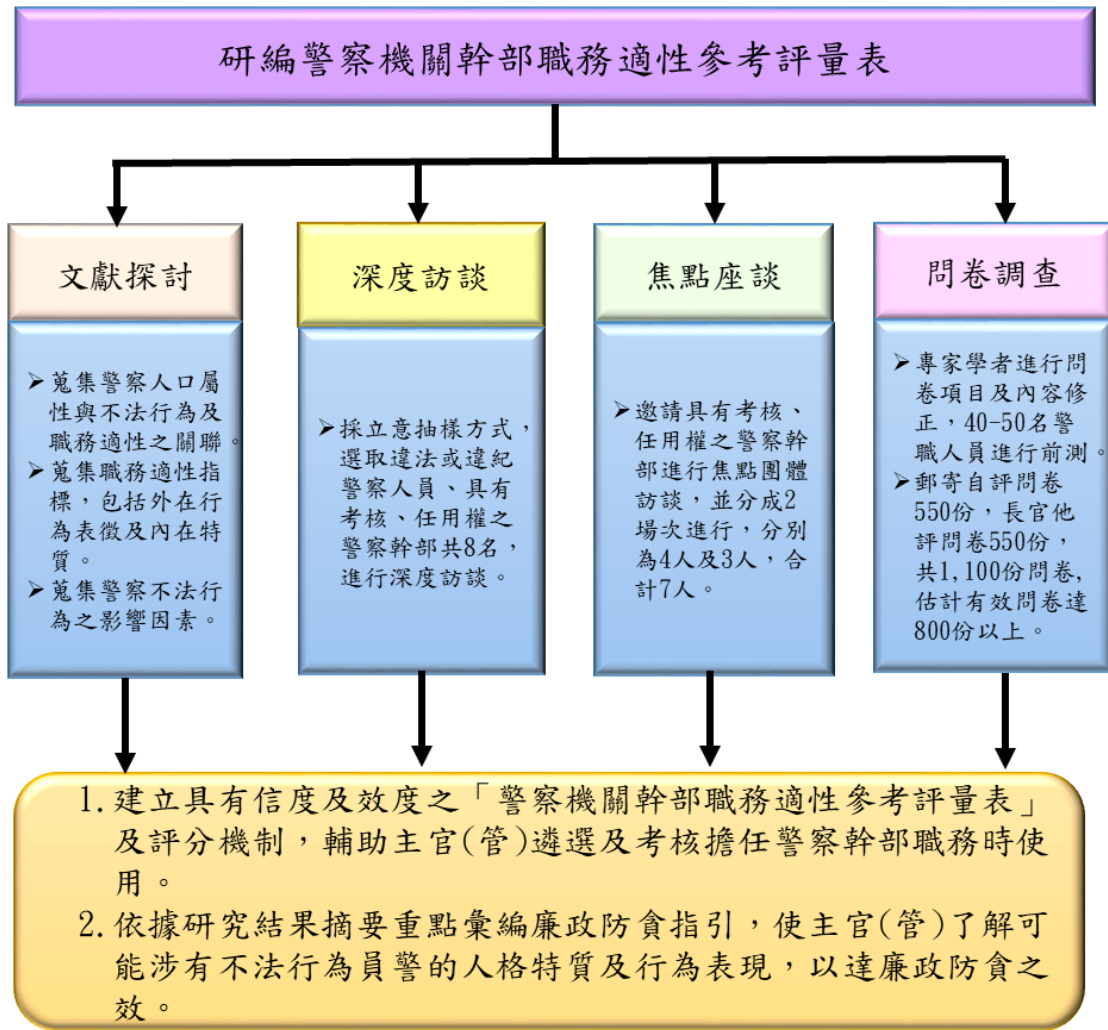 研編警察機關幹部職務適性參考評量表
文獻探討
➤蒐集警察人口屬
性與不法行為及
職務適性之關聯。
➤蒐集職務適性指
標，包括外在行
為表徵及內在特
質。
➤蒐集警察不法行
為之影響因素。
深度訪談
➤採立意抽樣方式，
選取違法或違紀
警察人員、具有
考核、任用權之
警察幹部共8名，
進行深度訪談。
焦點座談
➤邀請具有考核、
任用權之警察幹
部進行焦點團體
訪談，並分成2
場次進行，分別
為4人及3人，合
計7人。
問卷調查
➤專家學者進行問
卷項目及內容修
正，40-50名警
職人員進行前測。
➤郵寄自評問卷
550份，長官他
評問卷550份，
共1,100份問卷,
估計有效問卷達
800份以上。
1. 建立具有信度及效度之「警察機關幹部職務適性參考評量表」
及評分機制，輔助主官(管)遴選及考核擔任警察幹部職務時使
用。
2. 依據研究結果摘要重點彙編廉政防貪指引，使主官(管)了解可
能涉有不法行為員警的人格特質及行為表現，以達廉政防貪之
效。